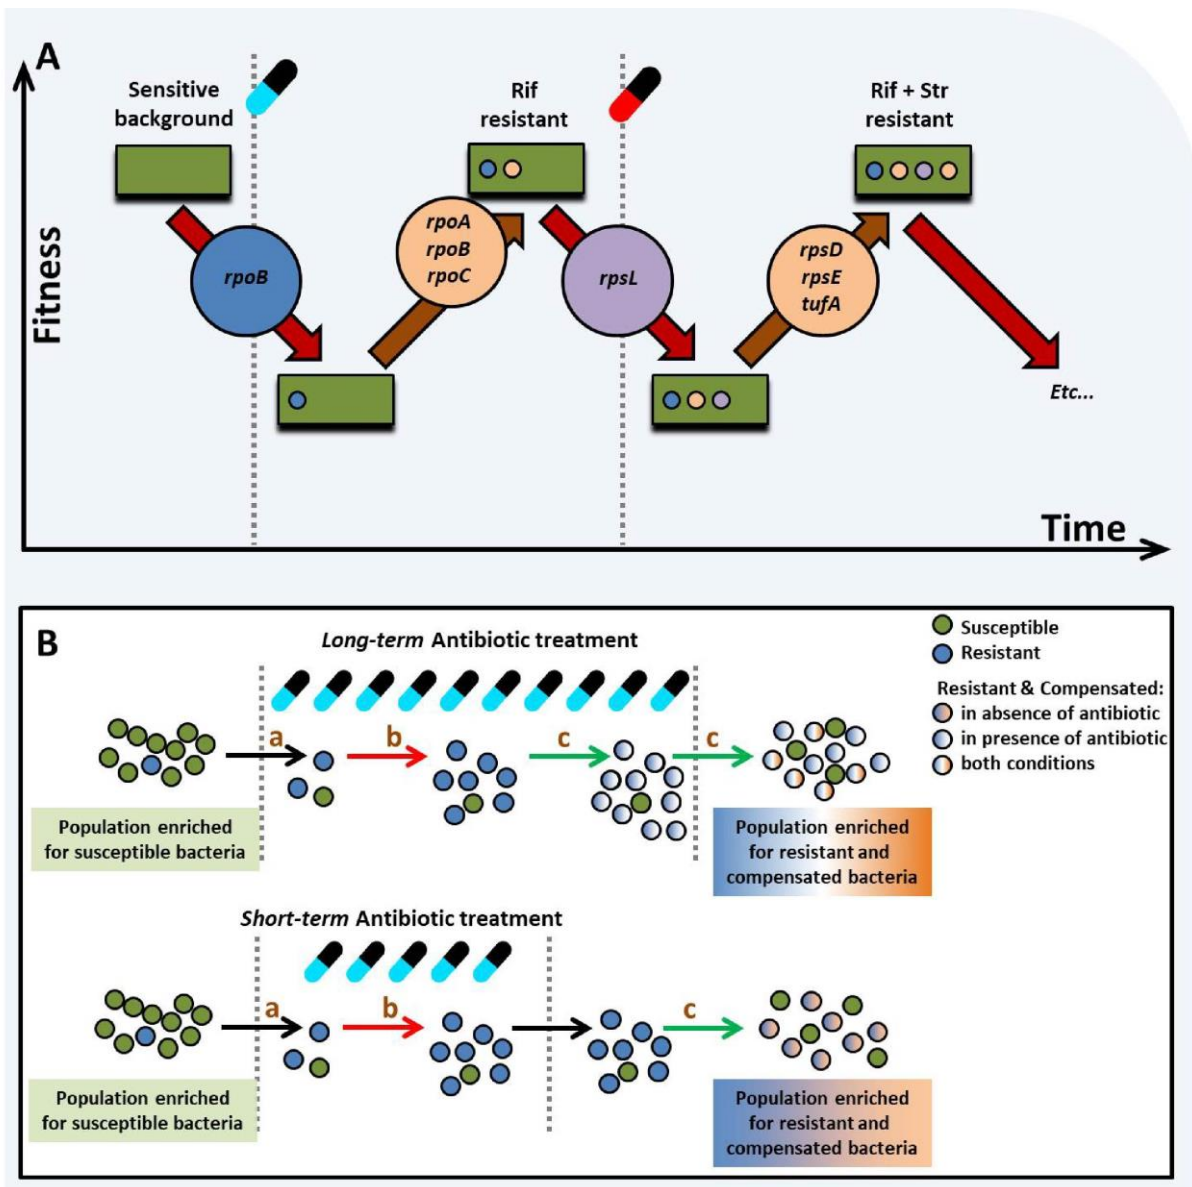 A
Fitness
Sensitive
background
Rif
resistant
Rif + Str
resistant
rpoB
rpoA
rpoB
rpoC
rpsL
rpsD
rpsE
tufA
Etc...
Time
B
Long-term Antibiotic treatment
Susceptible
Resistant
Resistant & Compensated:
in absence of antibiotic
in presence of antibiotic
both conditions
a
b
c
c
Population enriched
for susceptible bacteria
Population enriched
for resistant and
compensated bacteria
Short-term Antibiotic treatment
a
b
c
Population enriched
for susceptible bacteria
Population enriched
for resistant and
compensated bacteria